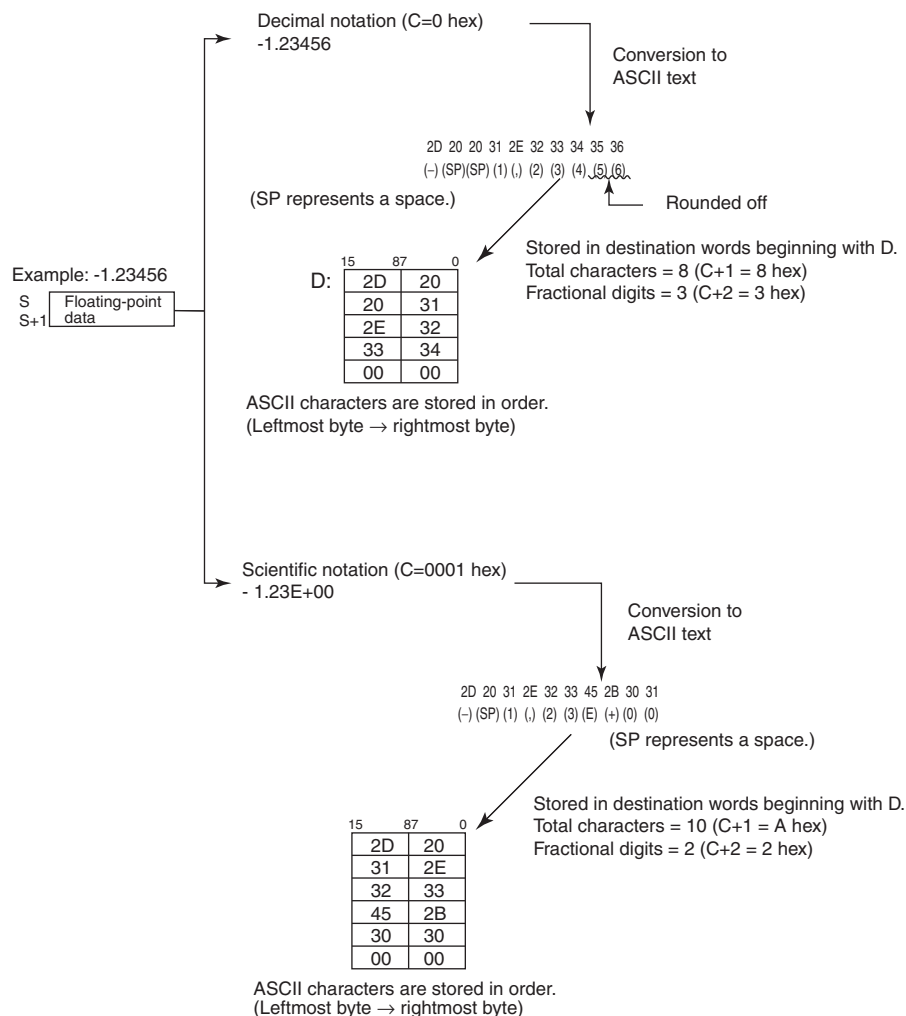 Decimal notation (C=0 hex)
-1.23456
Conversion to
ASCII text
2D 20 20 31 2E 32 33 34 35 36
(–) (SP)(SP) (1) (,) (2) (3) (4) (5) (6)
(SP represents a space.)
Rounded off
Stored in destination words beginning with D.
Total characters = 8 (C+1 = 8 hex)
Fractional digits = 3 (C+2 = 3 hex)
Example: -1.23456
S
S+1
Floating-point
data
15 87 0
D:
2D 20
20 31
2E 32
33 34
00 00
ASCII characters are stored in order.
(Leftmost byte → rightmost byte)
Scientific notation (C=0001 hex)
- 1.23E+00
Conversion to
ASCII text
2D 20 31 2E 32 33 45 2B 30 31
(–) (SP) (1) (,) (2) (3) (E) (+) (0) (0)
(SP represents a space.)
Stored in destination words beginning with D.
Total characters = 10 (C+1 = A hex)
Fractional digits = 2 (C+2 = 2 hex)
15 87 0
2D 20
31 2E
32 33
45 2B
30 30
00 00
ASCII characters are stored in order.
(Leftmost byte → rightmost byte)